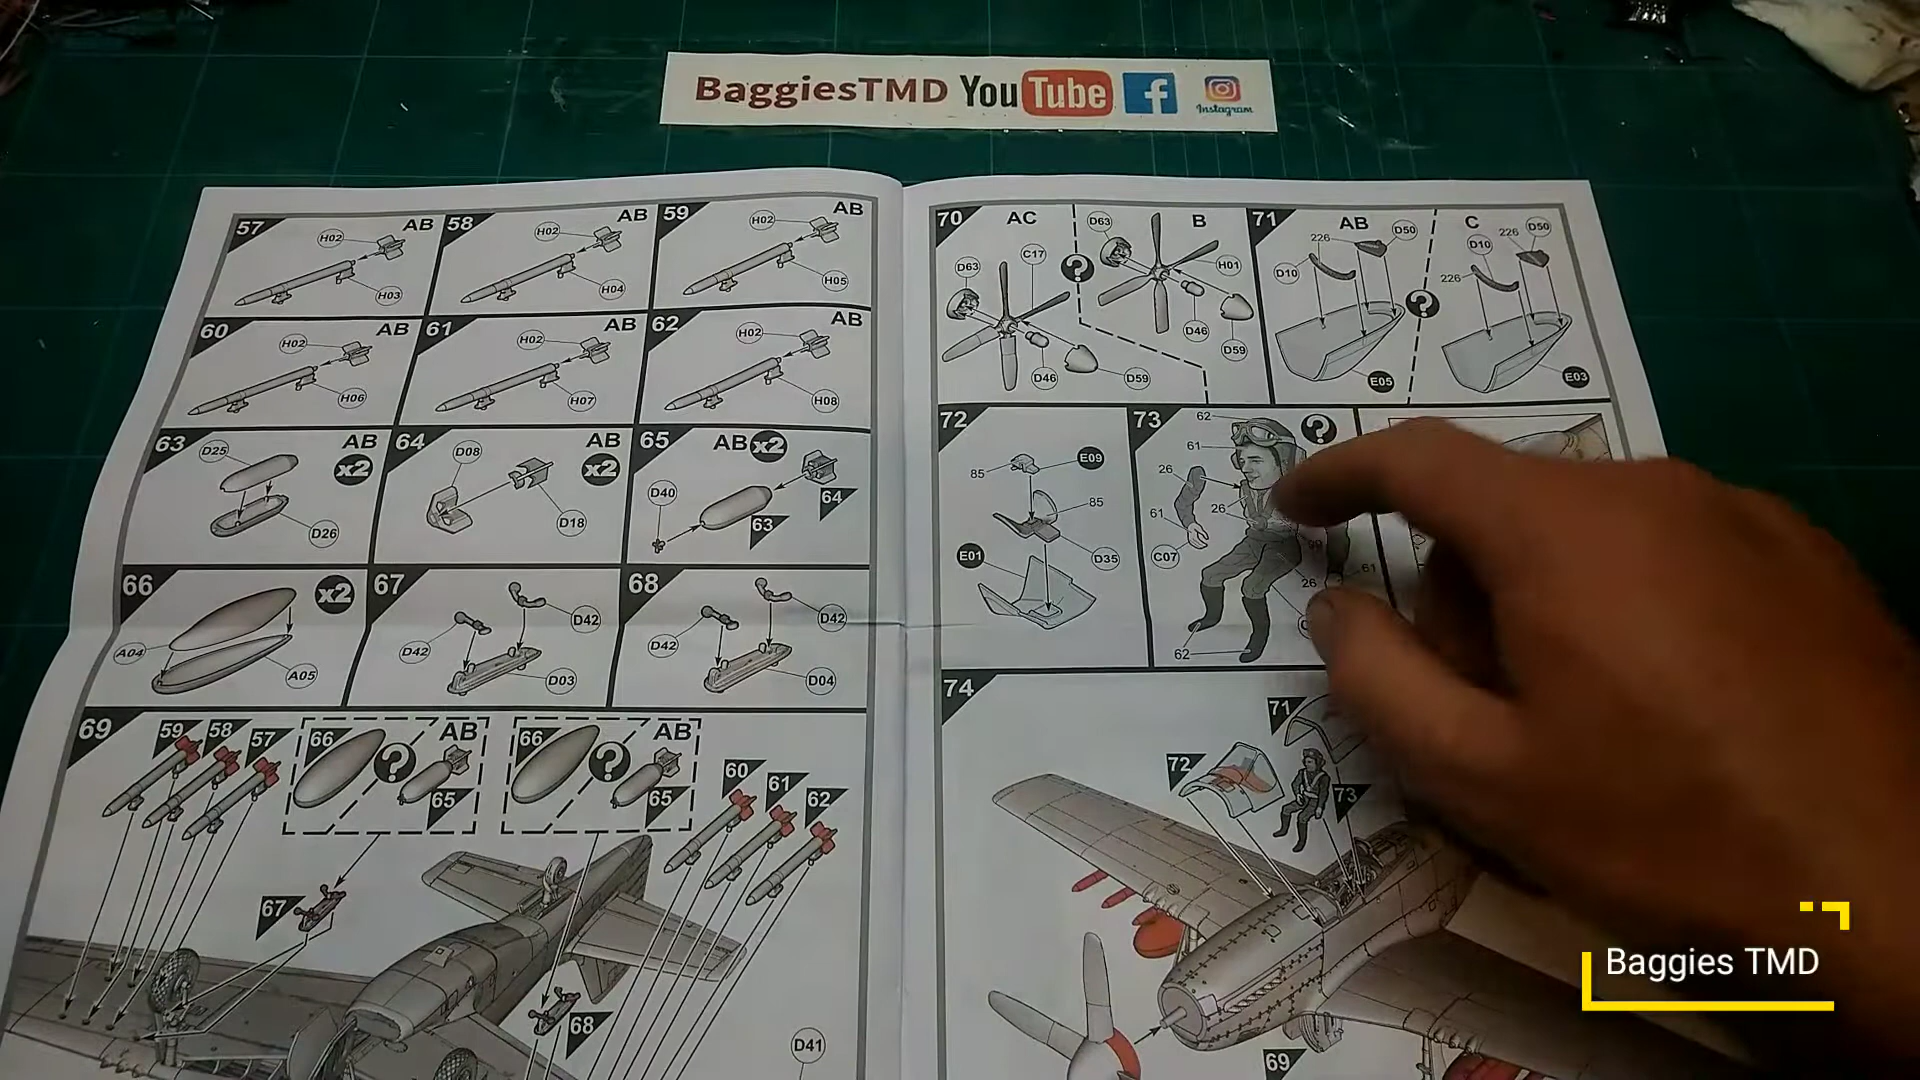 BaggiesTMD YouTube f Instagram
57 AB H02 H03
58 AB H02 H04
59 AB H02 H05
60 AB H02 H06
61 AB H02 H07
62 AB H02 H08
63 AB x2 D25 D26
64 AB x2 D08 D18
65 AB x2 D40 63 64
66 x2 A04 A05
67 D42 D42 D03
68 D42 D42 D04
69 59 58 57 66 ? AB 65 66 ? AB 65 60 61 62
67 68 D41
70 AC D63 C17 D46 D59 ? B D63 H01 D46 D59
71 AB 226 D50 D10 E05 ? C 226 D50 D10 226 E03
72 85 E09 85 D35 E01
73 62 61 26 26 61 C07 99 26 61 62 ?
74 71 72 73 69
Baggies TMD